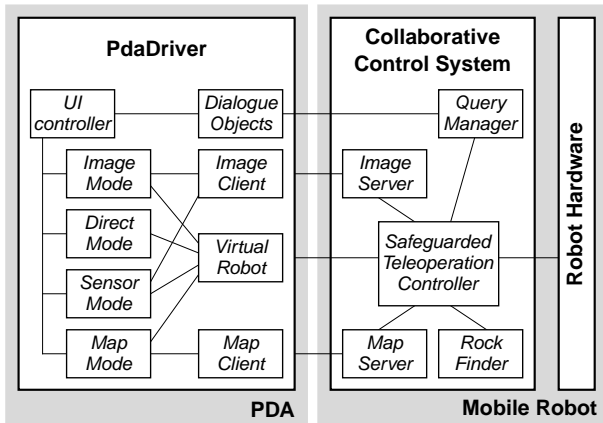 PdaDriver
UI
controller
Dialogue
Objects
Image
Mode
Image
Client
Direct
Mode
Virtual
Robot
Sensor
Mode
Map
Mode
Map
Client
PDA
Collaborative
Control System
Query
Manager
Image
Server
Safeguarded
Teleoperation
Controller
Map
Server
Rock
Finder
Robot Hardware
Mobile Robot